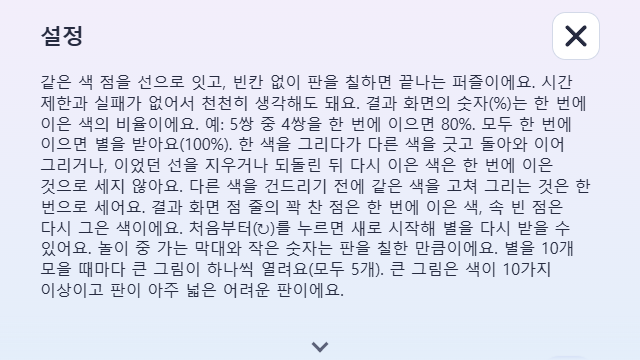 설정
같은 색 점을 선으로 잇고, 빈칸 없이 판을 칠하면 끝나는 퍼즐이에요. 시간
제한과 실패가 없어서 천천히 생각해도 돼요. 결과 화면의 숫자(%)는 한 번에
이은 색의 비율이에요. 예: 5쌍 중 4쌍을 한 번에 이으면 80%. 모두 한 번에
이으면 별을 받아요(100%). 한 색을 그리다가 다른 색을 긋고 돌아와 이어
그리거나, 이었던 선을 지우거나 되돌린 뒤 다시 이은 색은 한 번에 이은
것으로 세지 않아요. 다른 색을 건드리기 전에 같은 색을 고쳐 그리는 것은 한
번으로 세어요. 결과 화면 점 줄의 꽉 찬 점은 한 번에 이은 색, 속 빈 점은
다시 그은 색이에요. 처음부터(↻)를 누르면 새로 시작해 별을 다시 받을 수
있어요. 놀이 중 가는 막대와 작은 숫자는 판을 칠한 만큼이에요. 별을 10개
모을 때마다 큰 그림이 하나씩 열려요(모두 5개). 큰 그림은 색이 10가지
이상이고 판이 아주 넓은 어려운 판이에요.